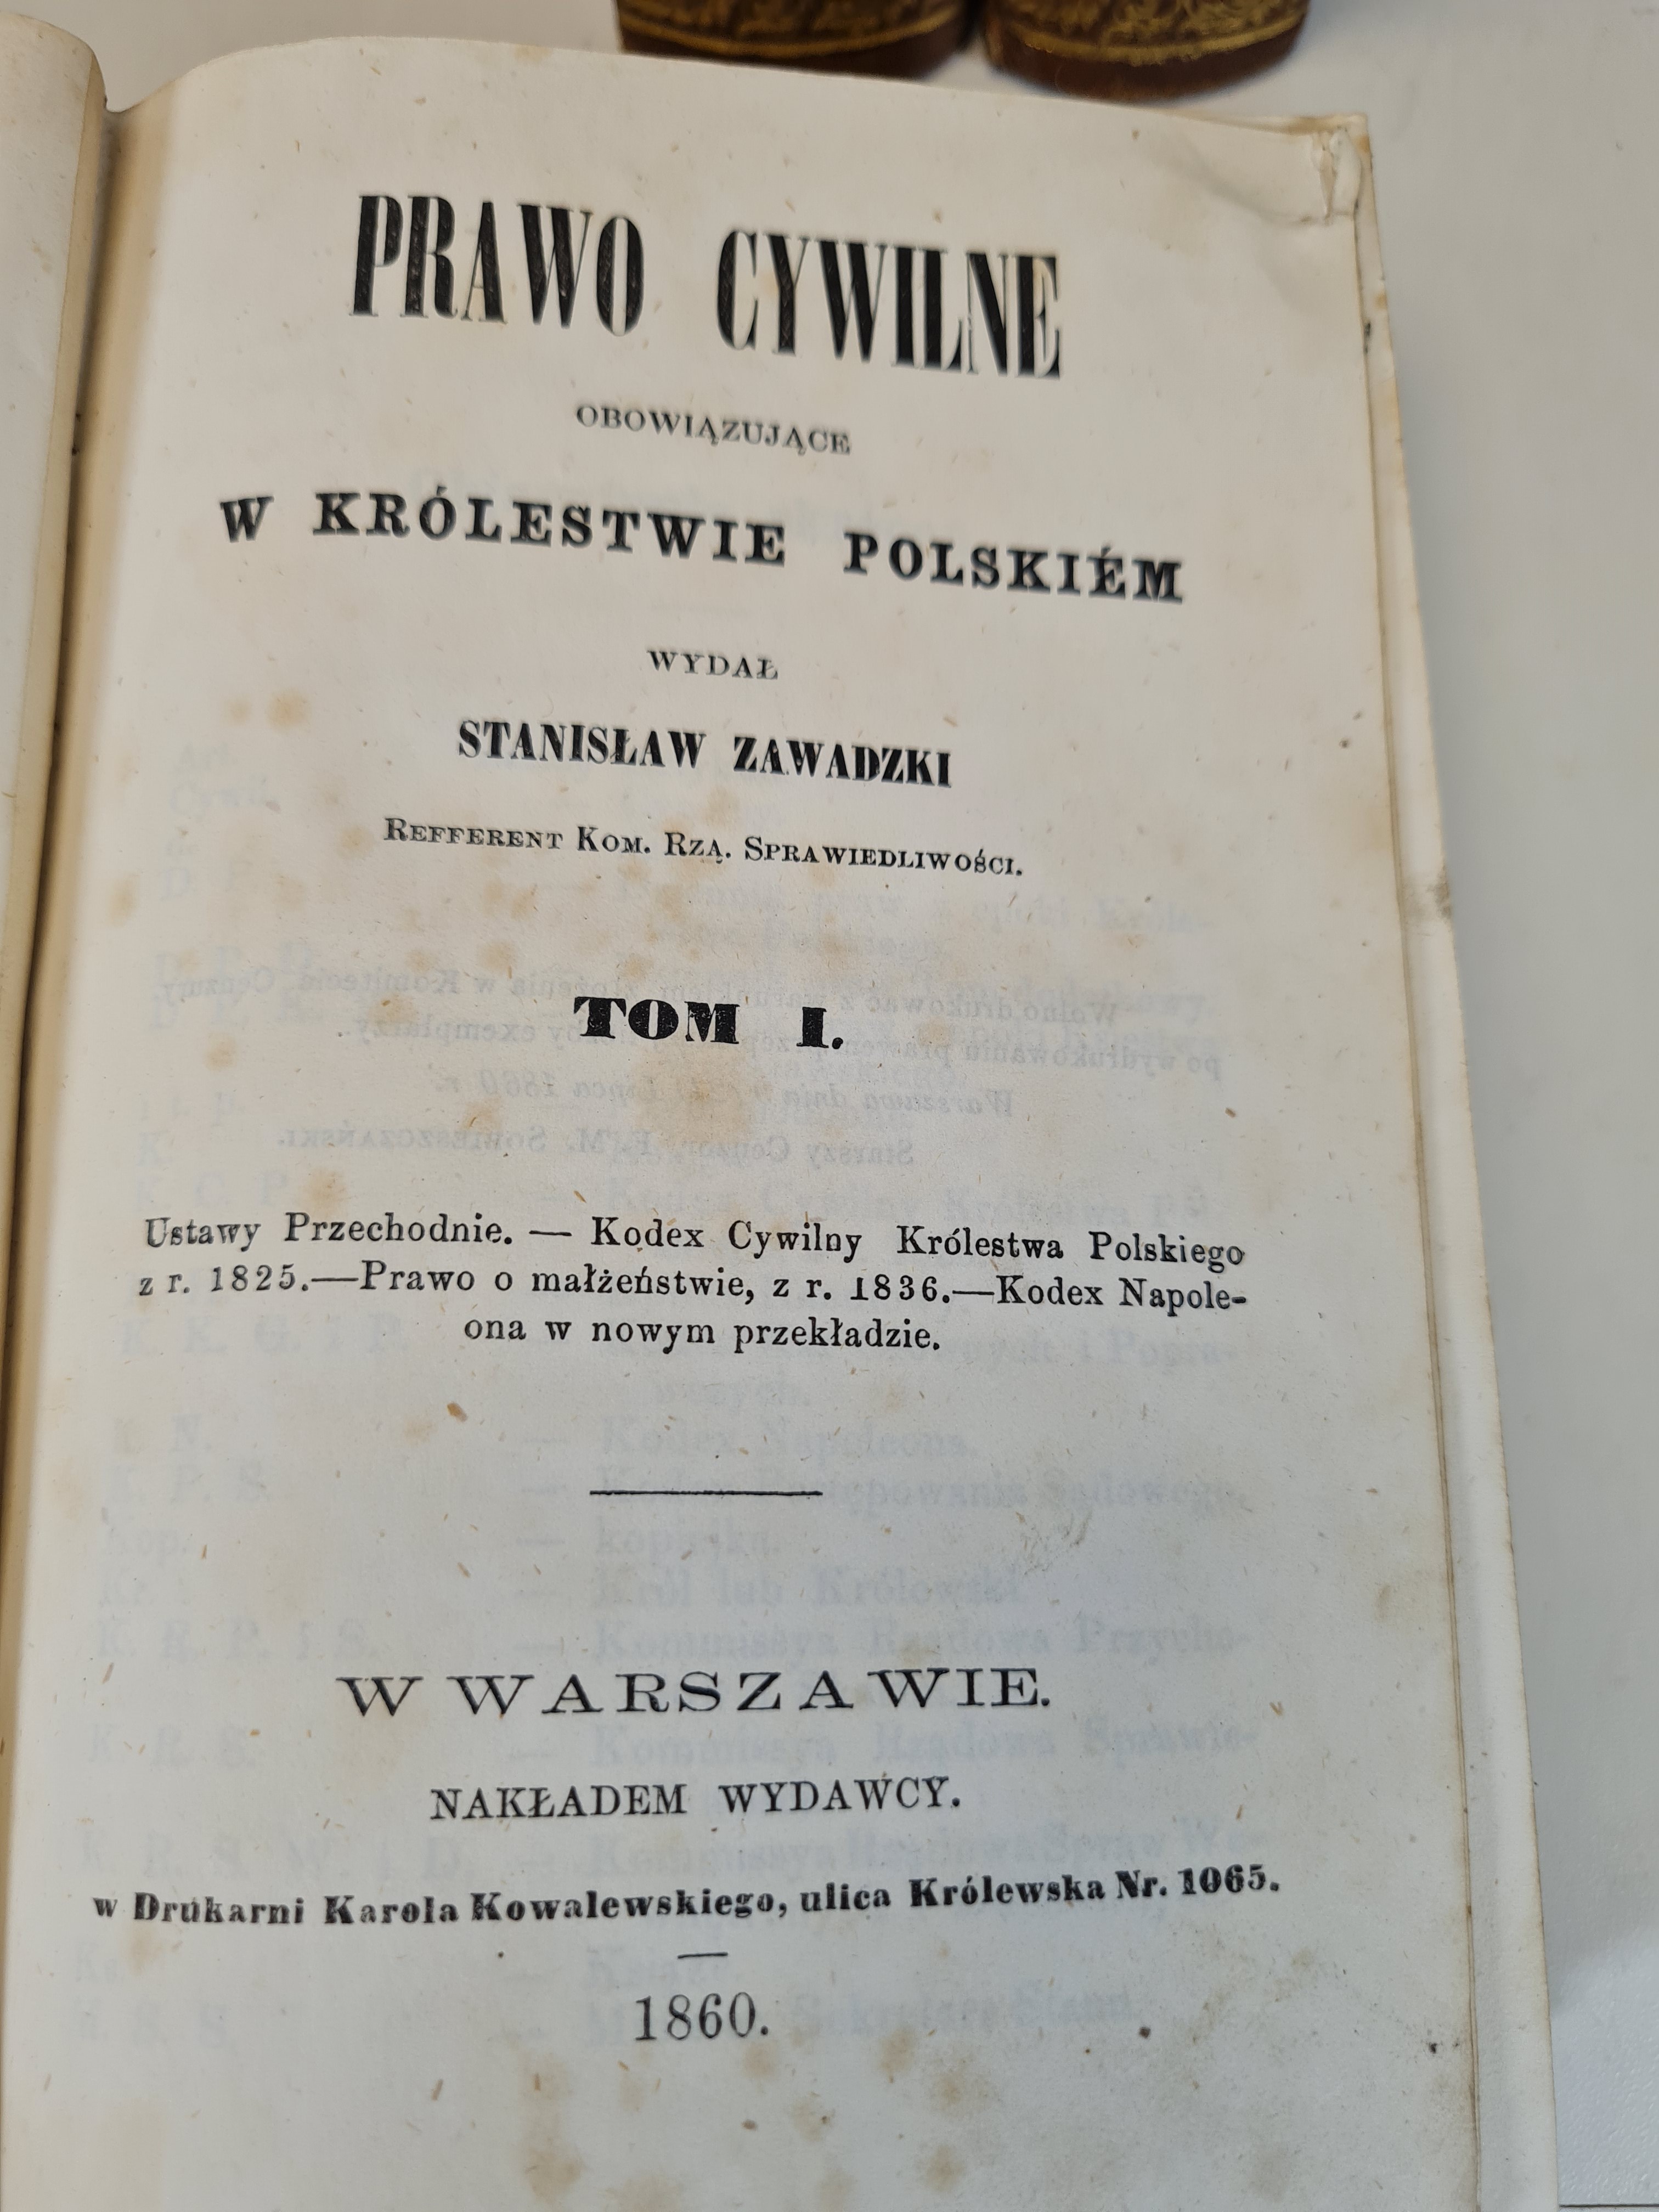 PRAWO CYWILNE
OBOWIĄZUJĄCE
W KRÓLESTWIE POLSKIÉM
WYDAŁ
STANISŁAW ZAWADZKI
REFFERENT KOM. RZĄ. SPRAWIEDLIWOŚCI.
TOM I.
Ustawy Przechodnie. — Kodex Cywilny Królestwa Polskiego
z r. 1825.—Prawo o małżeństwie, z r. 1836.—Kodex Napole-
ona w nowym przekładzie.
W WARSZAWIE.
NAKŁADEM WYDAWCY.
w Drukarni Karola Kowalewskiego, ulica Królewska Nr. 1065.
1860.